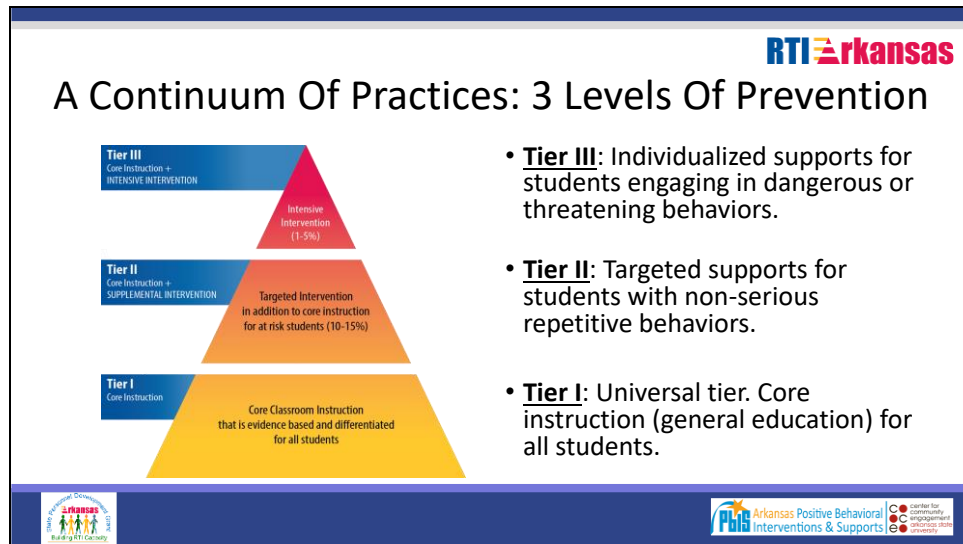 RTI Arkansas
A Continuum Of Practices: 3 Levels Of Prevention
Tier III
Core Instruction +
INTENSIVE INTERVENTION
Intensive
Intervention
(1-5%)
Tier II
Core Instruction +
SUPPLEMENTAL INTERVENTION
Targeted Intervention
in addition to core instruction
for at risk students (10-15%)
Tier I
Core Instruction
Core Classroom Instruction
that is evidence based and differentiated
for all students
• Tier III: Individualized supports for
students engaging in dangerous or
threatening behaviors.
• Tier II: Targeted supports for
students with non-serious
repetitive behaviors.
• Tier I: Universal tier. Core
instruction (general education) for
all students.
State Personnel Development Grant
Arkansas
Building RTI Capacity
PBIS
Arkansas Positive Behavioral
Interventions & Supports
C center for
O community
C engagement
E arkansas state
university